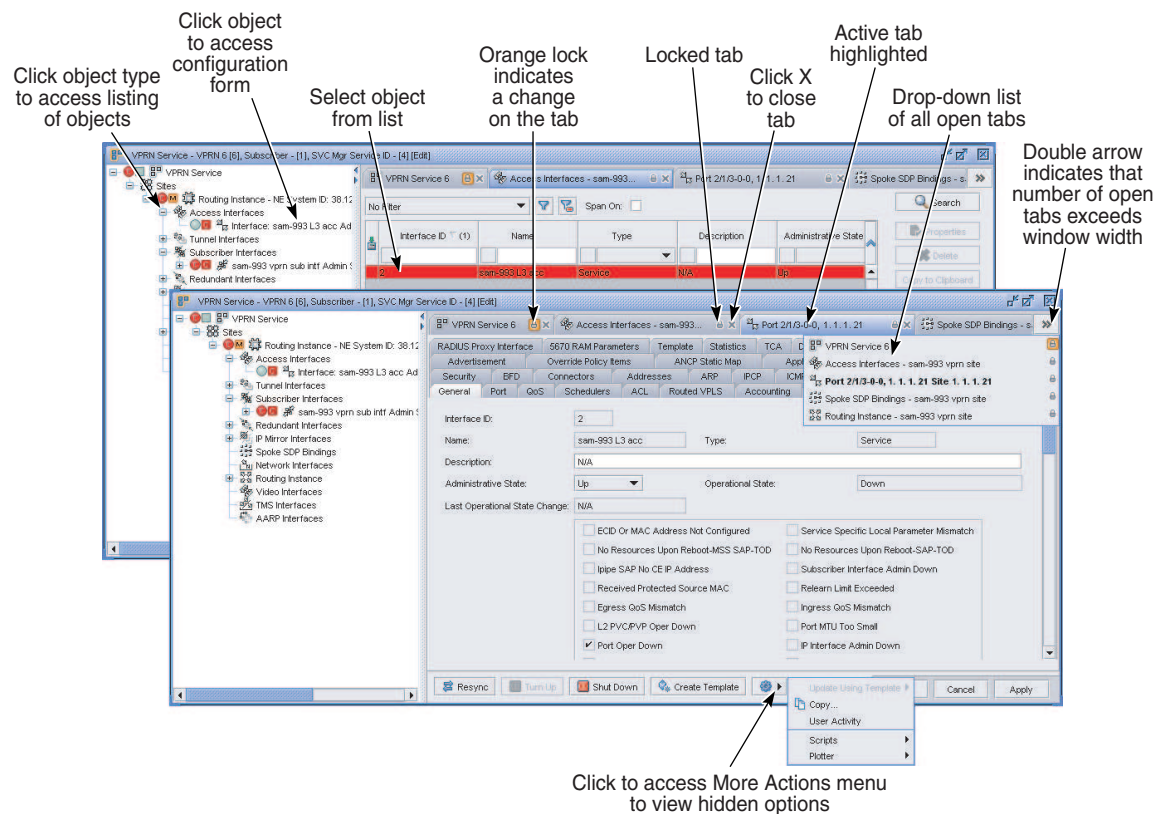 Click object
to access
configuration
form
Click object type
to access listing
of objects
Select object
from list
Orange lock
indicates
a change
on the tab
Locked tab
Click X
to close
tab
Active tab
highlighted
Drop-down list
of all open tabs
Double arrow
indicates that
number of open
tabs exceeds
window width
VPRN Service - VPRN 6 [6], Subscriber - [1], SVC Mgr Service ID - [4] [Edit]
VPRN Service
Sites
Routing Instance - NE System ID: 38.12
Access Interfaces
Interface: sam-993 L3 acc Ad
Tunnel Interfaces
Subscriber Interfaces
sam-993 vprn sub intf Admin S
Redundant Interfaces
VPRN Service 6
Access Interfaces - sam-993...
Port 2/1/3-0-0, 1. 1. 1. 21
Spoke SDP Bindings - s.
No Filter
Span On:
Search
Interface ID (1)
Name
Type
Description
Administrative State
Properties
Delete
Copy to Clipboard
2 sam-993 L3 acc Service N/A Up
VPRN Service - VPRN 6 [6], Subscriber - [1], SVC Mgr Service ID - [4] [Edit]
VPRN Service
Sites
Routing Instance - NE System ID: 38.12
Access Interfaces
Interface: sam-993 L3 acc Ad
Tunnel Interfaces
Subscriber Interfaces
sam-993 vprn sub intf Admin S
Redundant Interfaces
IP Mirror Interfaces
Spoke SDP Bindings
Network Interfaces
Routing Instance
Video Interfaces
TMS Interfaces
AARP Interfaces
VPRN Service 6
Access Interfaces - sam-993...
Port 2/1/3-0-0, 1. 1. 1. 21
Spoke SDP Bindings - s.
RADIUS Proxy Interface 5670 RAM Parameters Template Statistics TCA D
Advertisement Override Policy Items ANCP Static Map Appl
Security BFD Connectors Addresses ARP IPCP ICMP
General Port QoS Schedulers ACL Routed VPLS Accounting
VPRN Service 6
Access Interfaces - sam-993 vprn site
Port 2/1/3-0-0, 1. 1. 1. 21 Site 1. 1. 1. 21
Spoke SDP Bindings - sam-993 vprn site
Routing Instance - sam-993 vprn site
Interface ID: 2
Name: sam-993 L3 acc Type: Service
Description: N/A
Administrative State: Up Operational State: Down
Last Operational State Change: N/A
ECID Or MAC Address Not Configured
Service Specific Local Parameter Mismatch
No Resources Upon Reboot-MSS SAP-TOD
No Resources Upon Reboot-SAP-TOD
Ipipe SAP No CE IP Address
Subscriber Interface Admin Down
Received Protected Source MAC
Relearn Limit Exceeded
Egress QoS Mismatch
Ingress QoS Mismatch
L2 PVC/PVP Oper Down
Port MTU Too Small
Port Oper Down
IP Interface Admin Down
Resync
Turn Up
Shut Down
Create Template
Cancel
Apply
Update Using Template
Copy...
User Activity
Scripts
Plotter
Click to access More Actions menu
to view hidden options